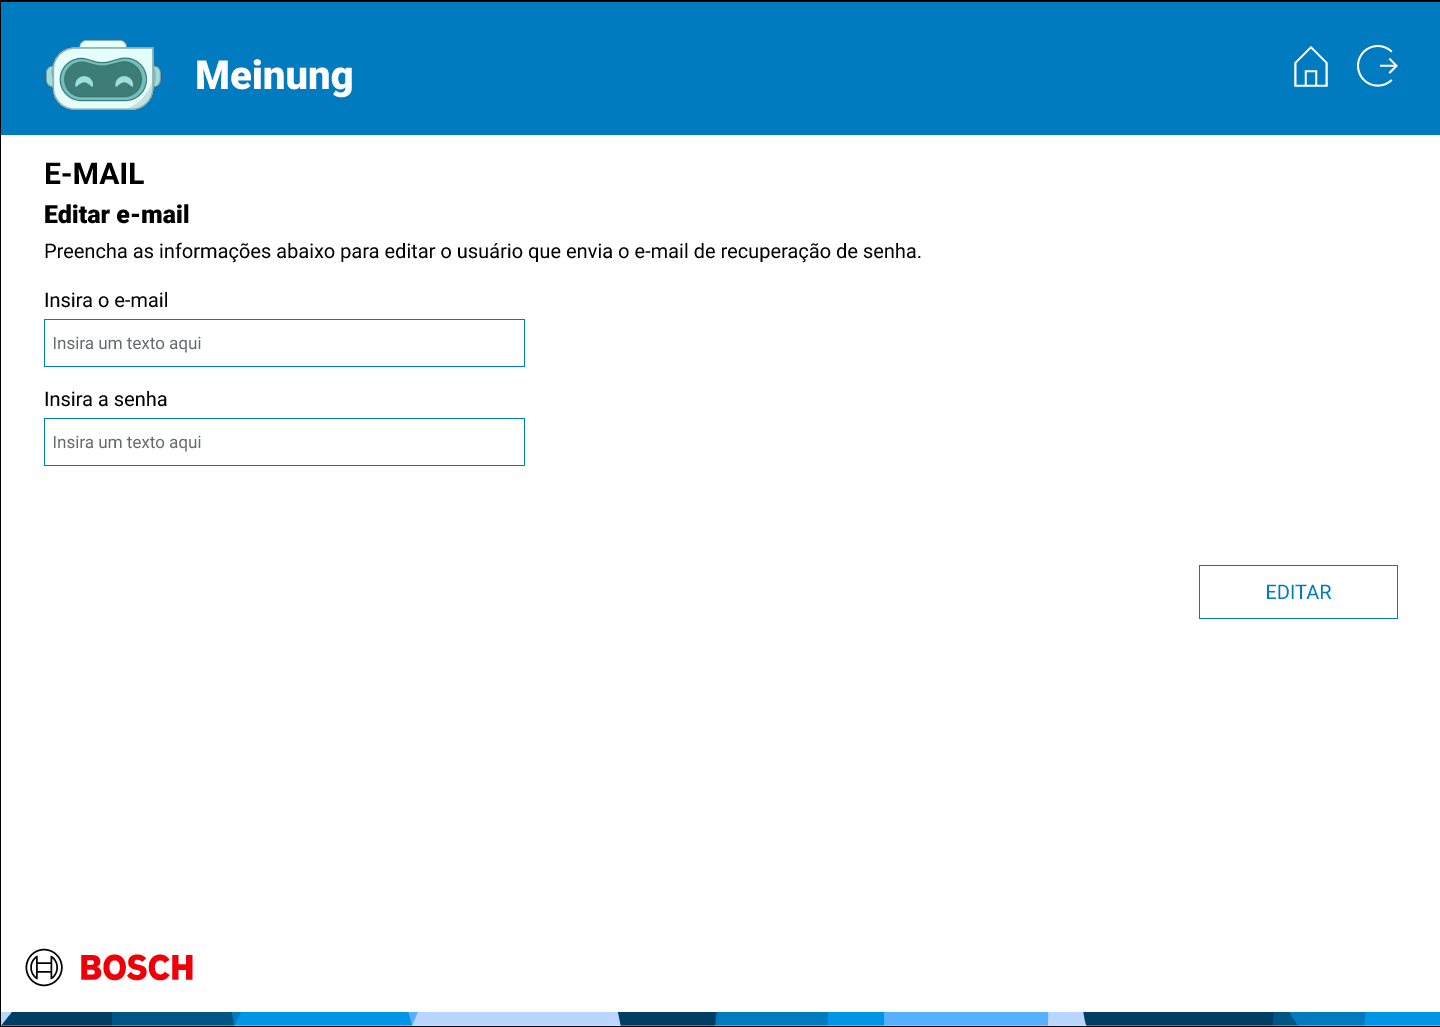 Meinung
E-MAIL
Editar e-mail
Preencha as informações abaixo para editar o usuário que envia o e-mail de recuperação de senha.
Insira o e-mail
Insira um texto aqui
Insira a senha
Insira um texto aqui
EDITAR
BOSCH